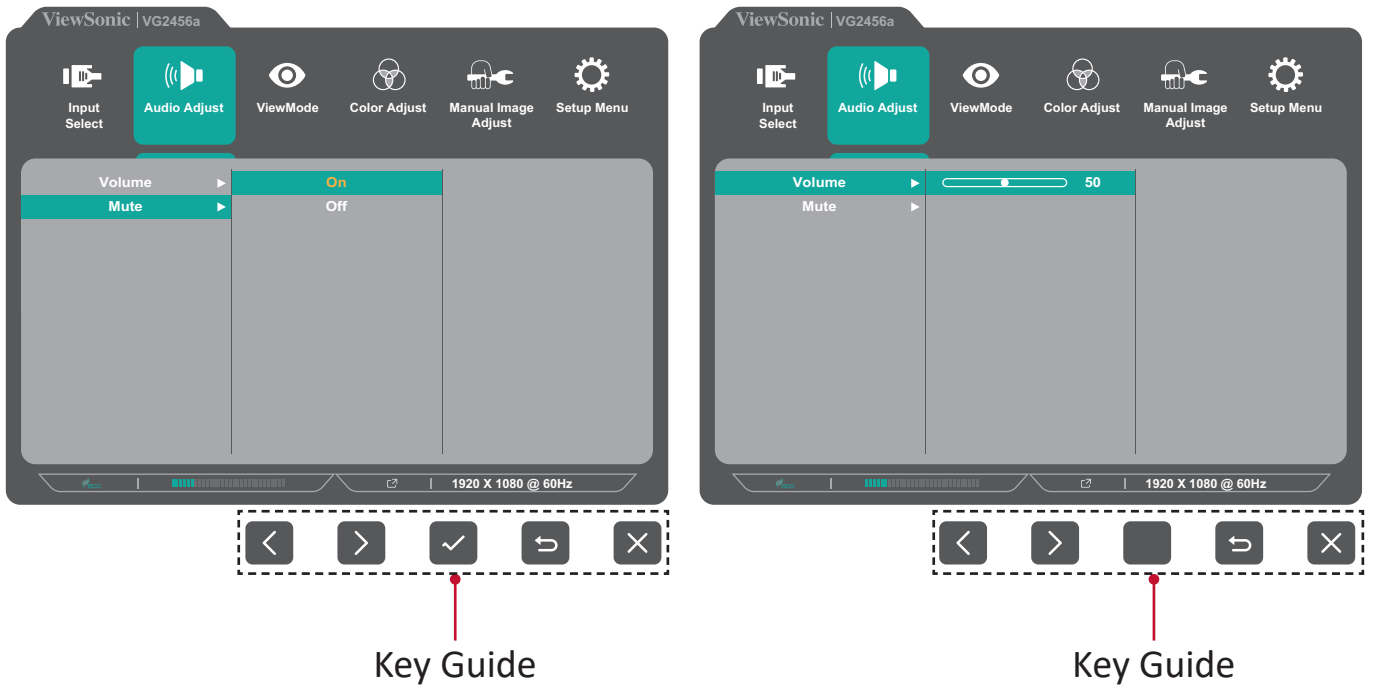 ViewSonic VG2456a
Input Select
Audio Adjust
ViewMode
Color Adjust
Manual Image Adjust
Setup Menu
Volume
On
Mute
Off
ECO
1920 X 1080 @ 60Hz
Key Guide
ViewSonic VG2456a
Input Select
Audio Adjust
ViewMode
Color Adjust
Manual Image Adjust
Setup Menu
Volume
50
Mute
ECO
1920 X 1080 @ 60Hz
Key Guide